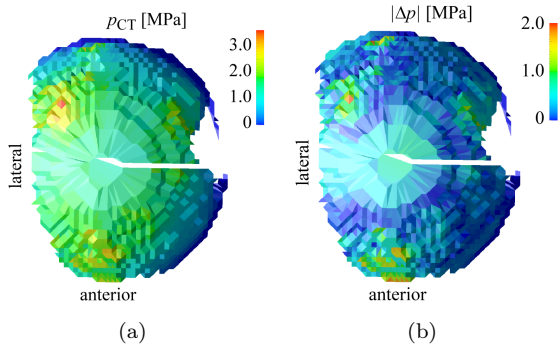 p_CT [MPa]
3.0
2.0
1.0
0
lateral
anterior
(a)
|Δp| [MPa]
2.0
1.0
0
lateral
anterior
(b)